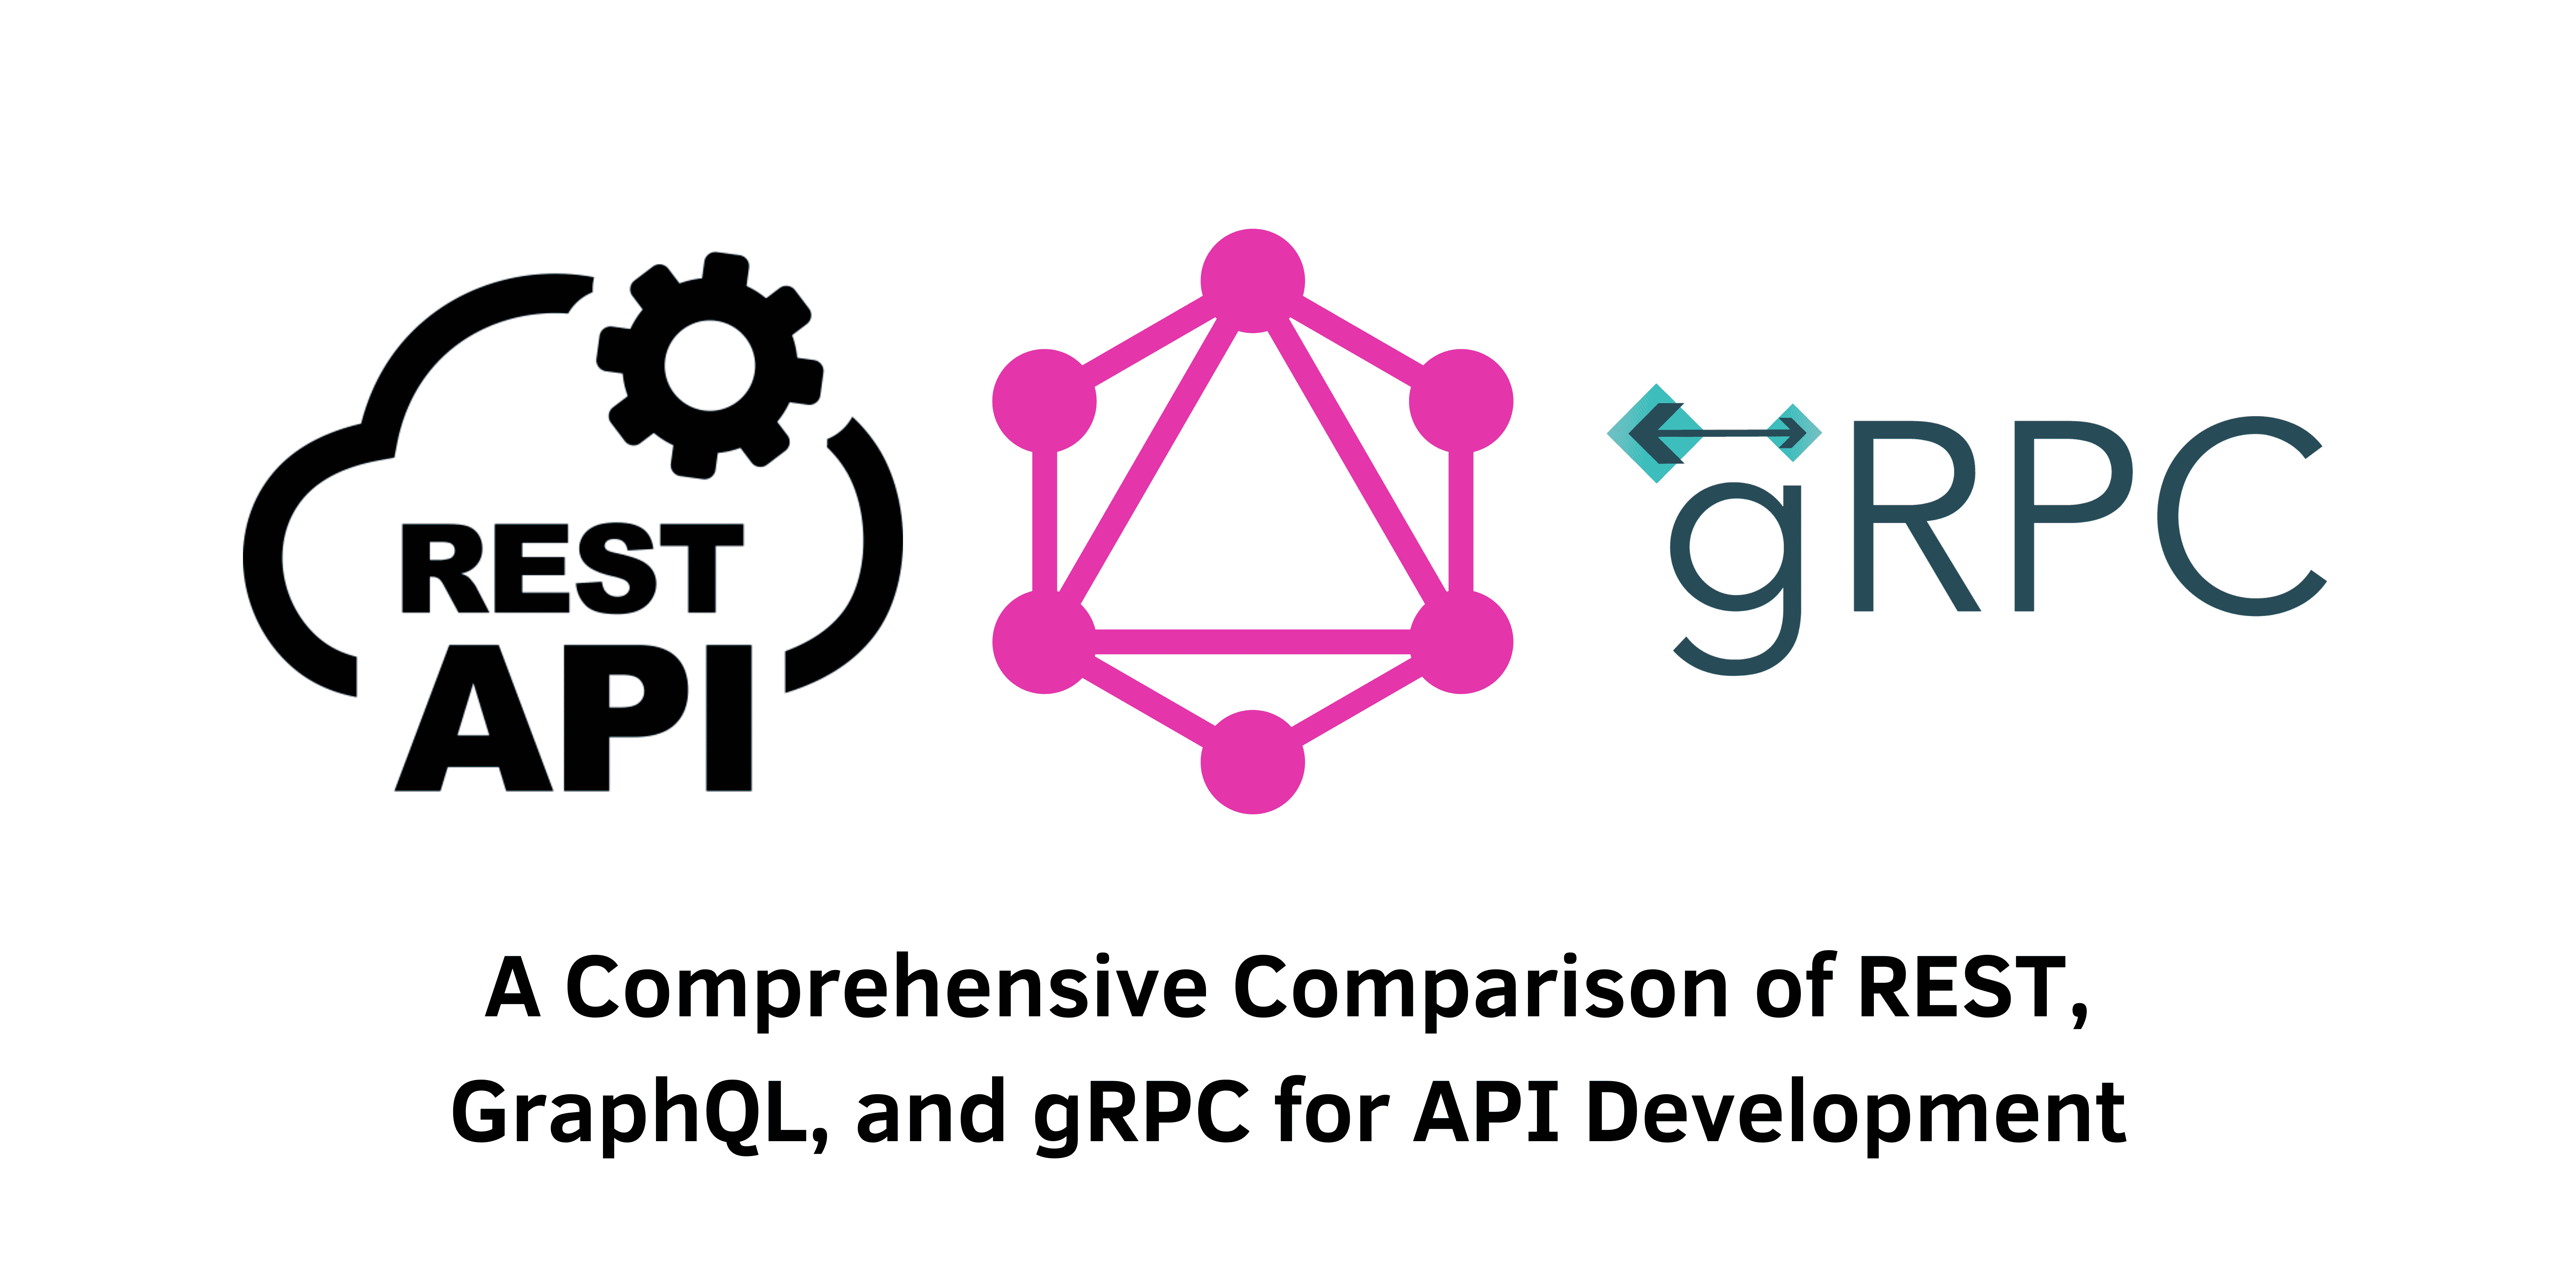 REST
API
gRPC
A Comprehensive Comparison of REST,
GraphQL, and gRPC for API Development